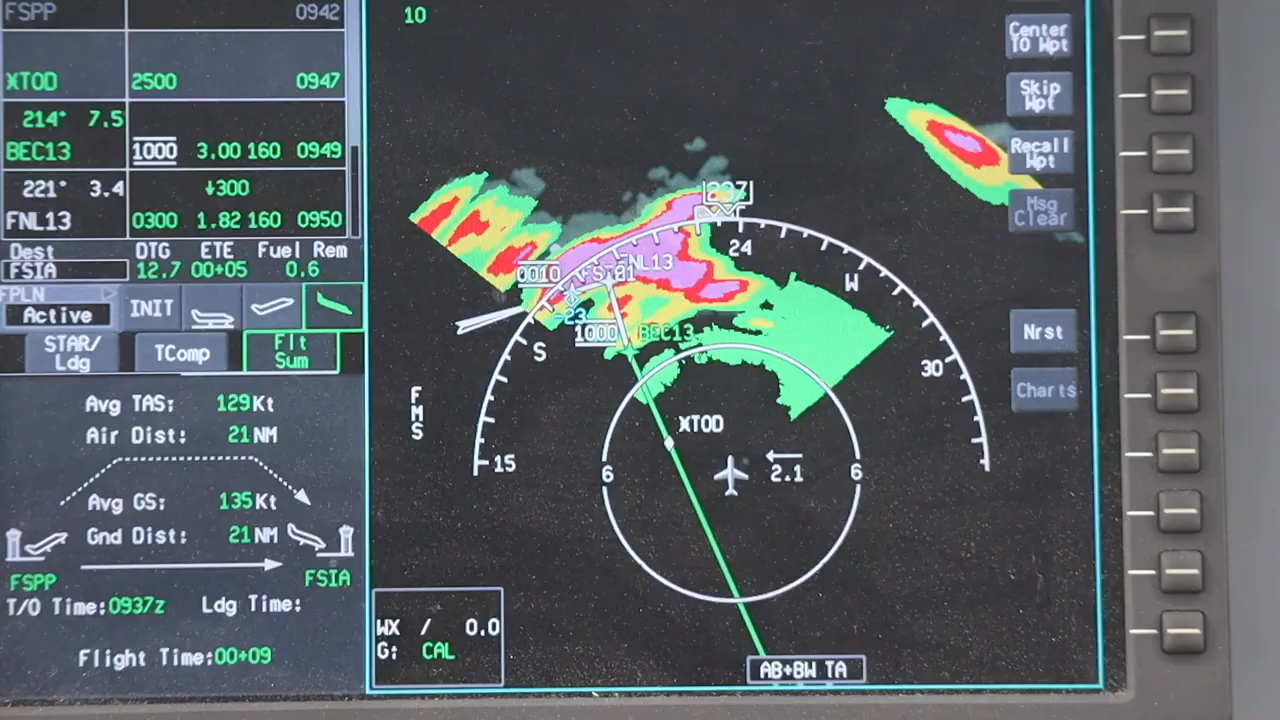 FSPP 0942
XTOD 2500 0947
214° 7.5
BEC13 1000 3.00 160 0949
221° 3.4 ↓300
FNL13 0300 1.82 160 0950
Dest DTG ETE Fuel Rem
FSIA 12.7 00+05 0.6
FPLN
Active INIT
STAR/
Ldg
TComp
Flt
Sum
Avg TAS: 129Kt
Air Dist: 21NM
Avg GS: 135Kt
Gnd Dist: 21NM
FSPP FSIA
T/O Time:0937z Ldg Time:
Flight Time:00+09
10
24
W
30
S
15
FNL13
0010
-23
1000 BEC13
FMS
XTOD
6 6
2.1
WX / 0.0
G: CAL
AB+BW TA
Center
TO Wpt
Skip
Wpt
Recall
Wpt
Msg
Clear
Nrst
Charts